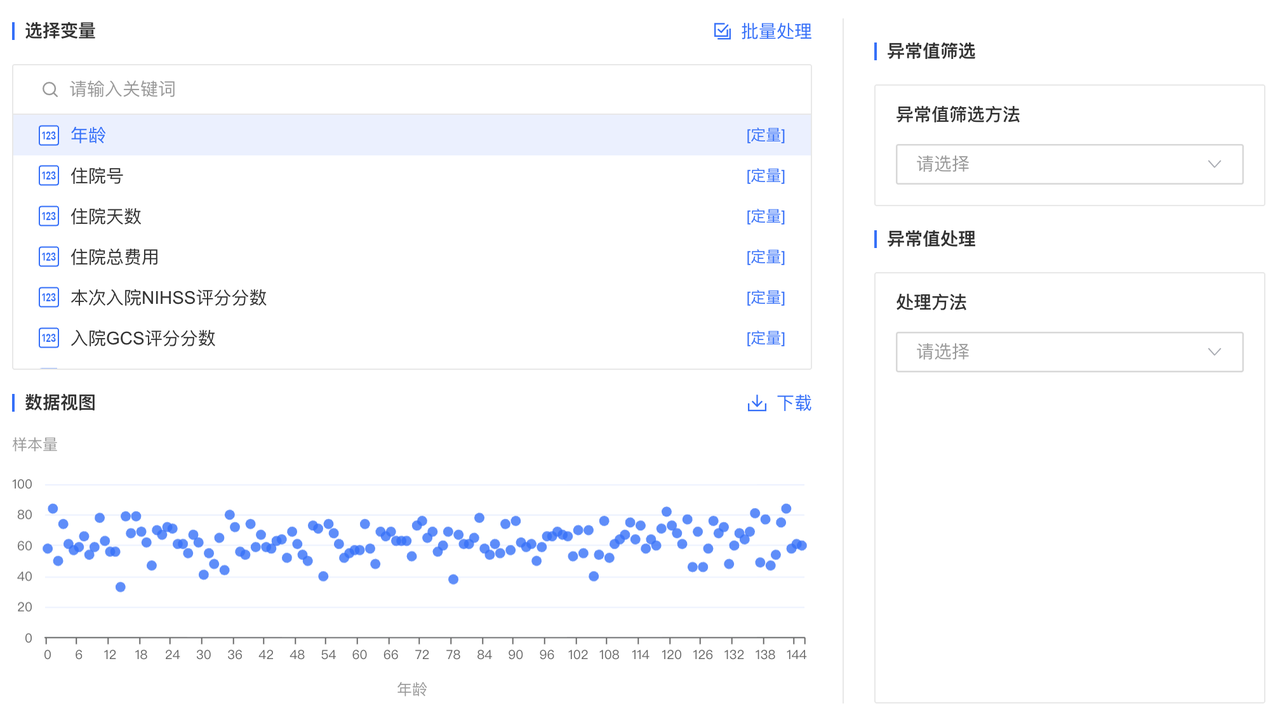 选择变量
批量处理
请输入关键词
123 年龄 [定量]
123 住院号 [定量]
123 住院天数 [定量]
123 住院总费用 [定量]
123 本次入院NIHSS评分分数 [定量]
123 入院GCS评分分数 [定量]
数据视图
下载
样本量
100
80
60
40
20
0
0 6 12 18 24 30 36 42 48 54 60 66 72 78 84 90 96 102 108 114 120 126 132 138 144
年龄
异常值筛选
异常值筛选方法
请选择
异常值处理
处理方法
请选择